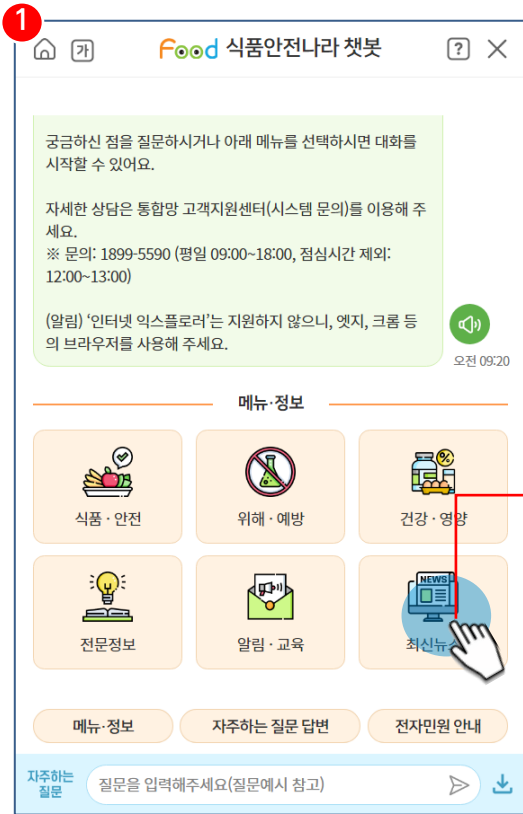 1
가 Food 식품안전나라 챗봇 ?
궁금하신 점을 질문하시거나 아래 메뉴를 선택하시면 대화를
시작할 수 있어요.
자세한 상담은 통합망 고객지원센터(시스템 문의)를 이용해 주
세요.
※ 문의: 1899-5590 (평일 09:00~18:00, 점심시간 제외:
12:00~13:00)
(알림) ‘인터넷 익스플로러’는 지원하지 않으니, 엣지, 크롬 등
의 브라우저를 사용해 주세요.
오전 09:20
메뉴·정보
식품 · 안전
위해 · 예방
건강 · 영양
NEWS
전문정보
알림 · 교육
최신뉴스
메뉴·정보
자주하는 질문 답변
전자민원 안내
자주하는
질문
질문을 입력해주세요(질문예시 참고)